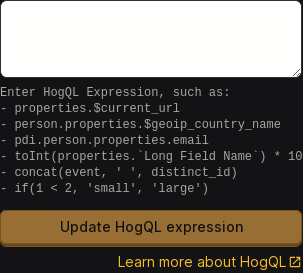 Enter HogQL Expression, such as:
- properties.$current_url
- person.properties.$geoip_country_name
- pdi.person.properties.email
- toInt(properties.`Long Field Name`) * 10
- concat(event, ' ', distinct_id)
- if(1 < 2, 'small', 'large')
Update HogQL expression
Learn more about HogQL